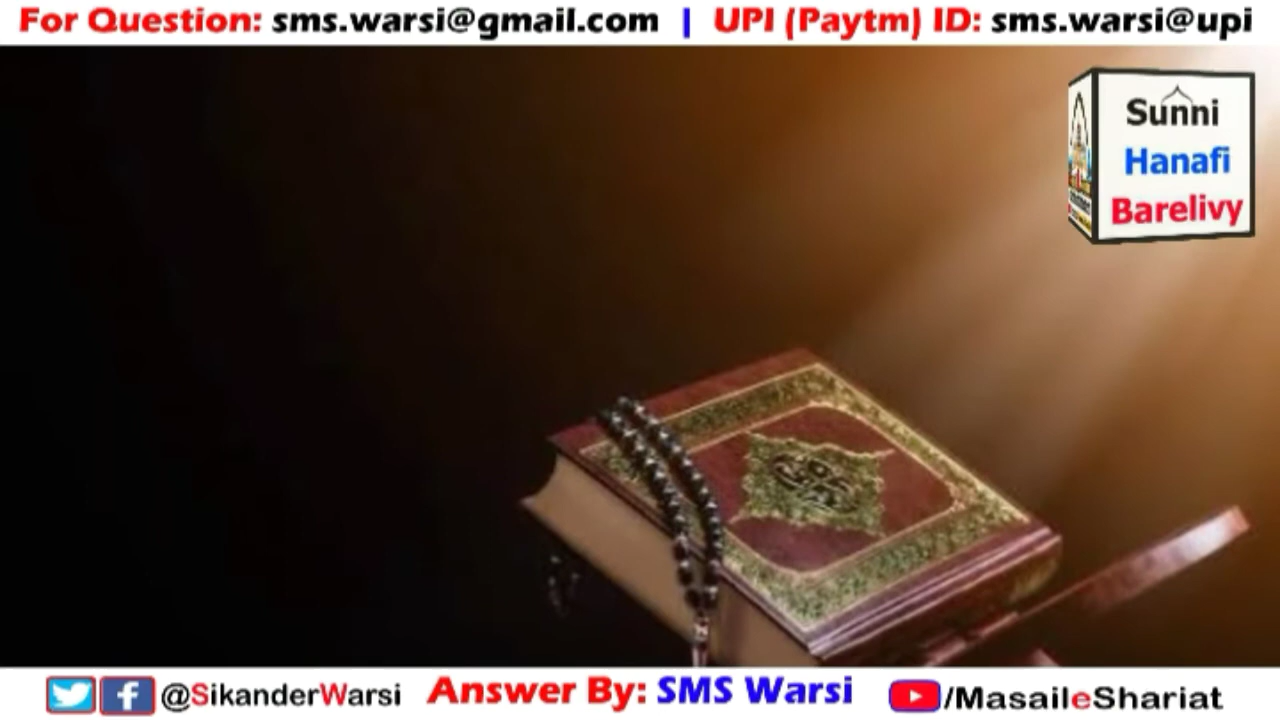 For Question: sms.warsi@gmail.com | UPI (Paytm) ID: sms.warsi@upi
Sunni
Hanafi
Barelivy
@SikanderWarsi Answer By: SMS Warsi /MasaileShariat